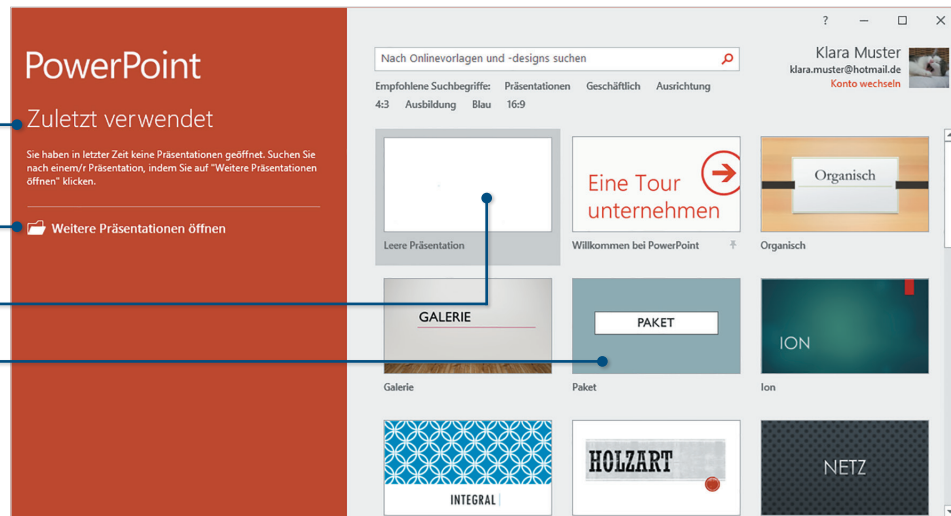 PowerPoint
Zuletzt verwendet
Sie haben in letzter Zeit keine Präsentationen geöffnet. Suchen Sie
nach einem/r Präsentation, indem Sie auf "Weitere Präsentationen
öffnen" klicken.
Weitere Präsentationen öffnen
?
Nach Onlinevorlagen und -designs suchen
Klara Muster
klara.muster@hotmail.de
Konto wechseln
Empfohlene Suchbegriffe: Präsentationen Geschäftlich Ausrichtung
4:3 Ausbildung Blau 16:9
Leere Präsentation
Eine Tour
unternehmen
Willkommen bei PowerPoint
Organisch
Organisch
GALERIE
Galerie
PAKET
Paket
ION
Ion
INTEGRAL
HOLZART
NETZ